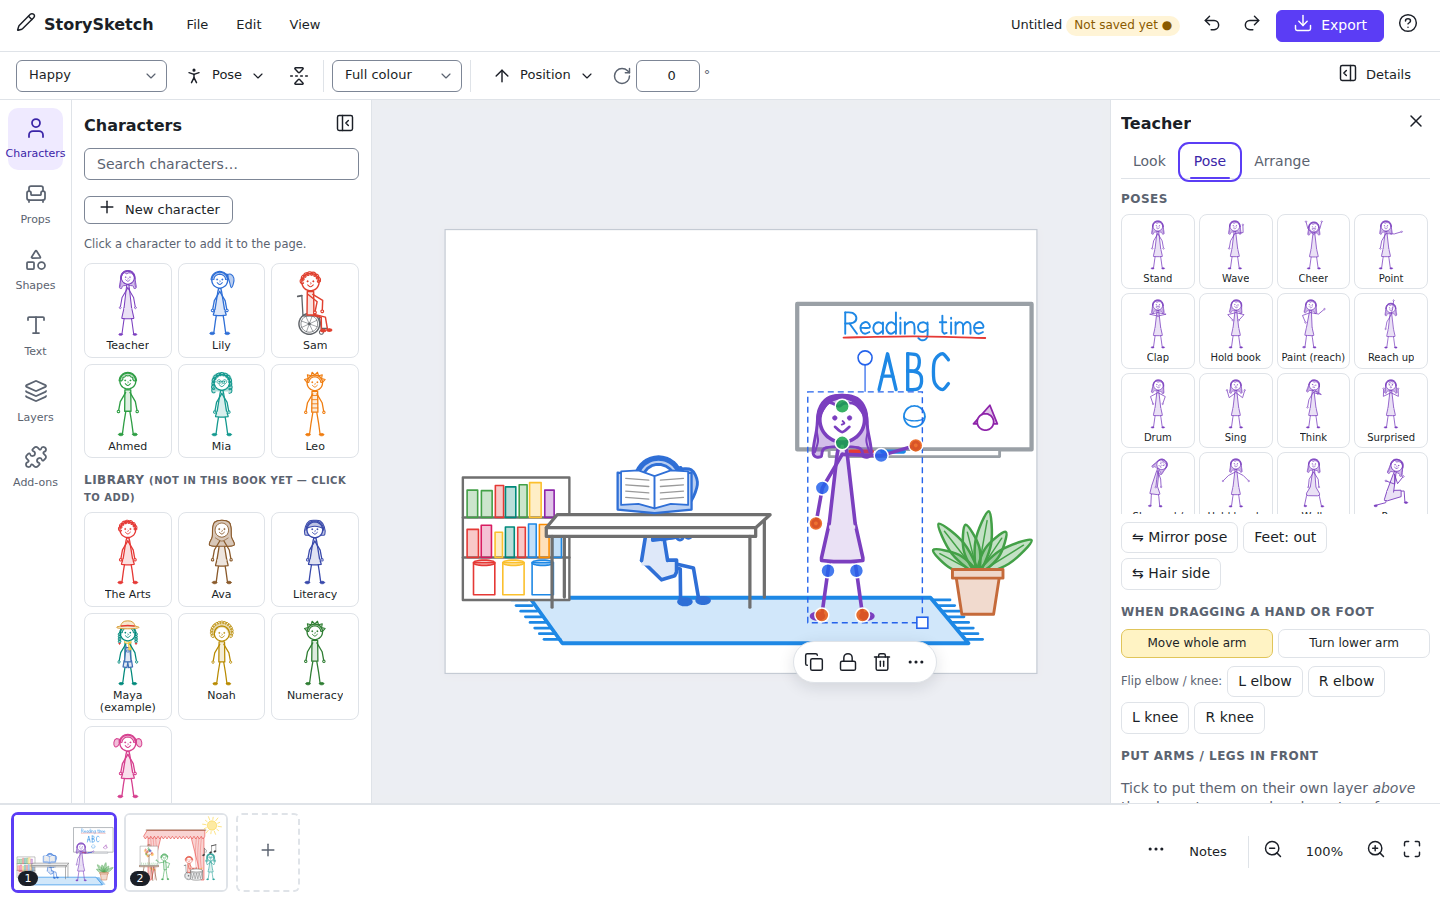 StorySketch
File
Edit
View
Untitled
Not saved yet
Export
Happy
Pose
Full colour
Position
0
°
Details
Characters
Props
Shapes
Text
Layers
Add-ons
Characters
Search characters...
New character
Click a character to add it to the page.
Teacher
Lily
Sam
Ahmed
Mia
Leo
LIBRARY (NOT IN THIS BOOK YET — CLICK
TO ADD)
The Arts
Ava
Literacy
Maya
(example)
Noah
Numeracy
Reading time
ABC
Teacher
Look
Pose
Arrange
POSES
Stand
Wave
Cheer
Point
Clap
Hold book
Paint (reach)
Reach up
Drum
Sing
Think
Surprised
⇋ Mirror pose
Feet: out
⇆ Hair side
WHEN DRAGGING A HAND OR FOOT
Move whole arm
Turn lower arm
Flip elbow / knee:
L elbow
R elbow
L knee
R knee
PUT ARMS / LEGS IN FRONT
Tick to put them on their own layer above
Reading time
ABC
1
2
Notes
100%